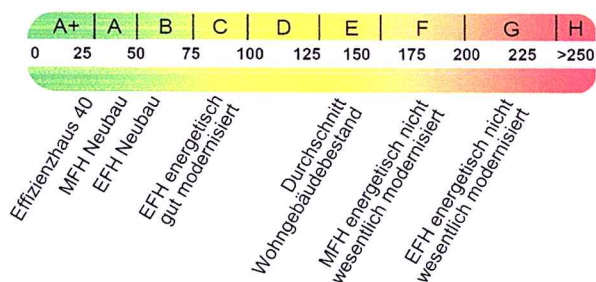 A+ A B C D E F G H
0 25 50 75 100 125 150 175 200 225 >250
Effizienzhaus 40
MFH Neubau
EFH Neubau
EFH energetisch
gut modernisiert
Durchschnitt
Wohngebäudebestand
MFH energetisch nicht
wesentlich modernisiert
EFH energetisch nicht
wesentlich modernisiert